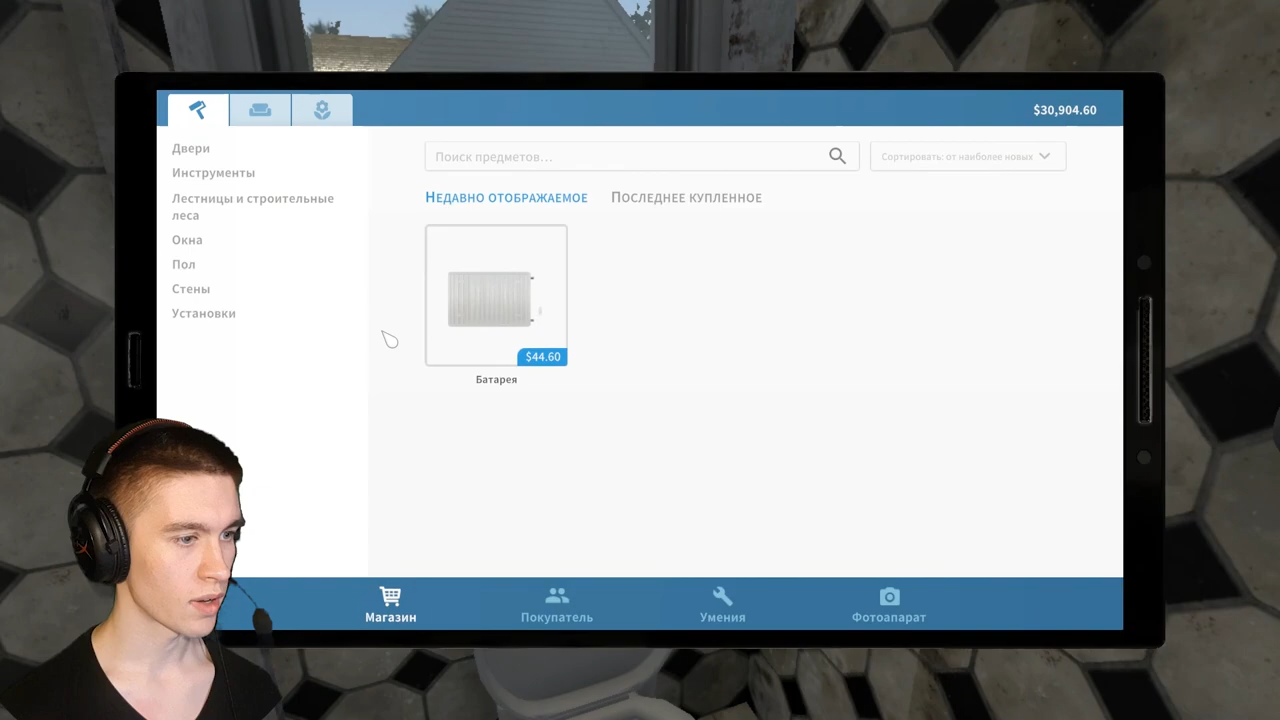 $30,904.60
Двери
Инструменты
Лестницы и строительные
леса
Окна
Пол
Стены
Установки
Поиск предметов…
Сортировать: от наиболее новых
Недавно отображаемое
Последнее купленное
$44.60
Батарея
Магазин
Покупатель
Умения
Фотоапарат